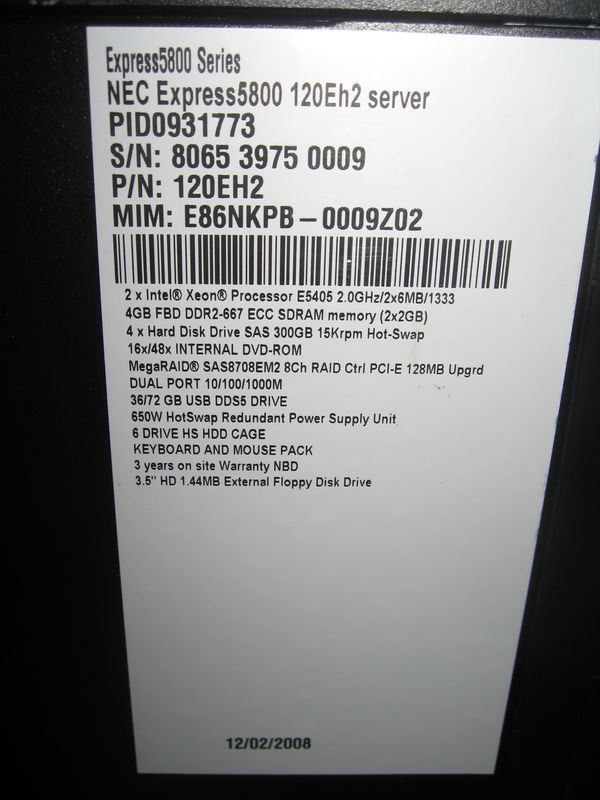 Express5800 Series
NEC Express5800 120Eh2 server
PID0931773
S/N: 8065 3975 0009
P/N: 120EH2
MIM: E86NKPB-0009Z02
2 x Intel® Xeon® Processor E5405 2.0GHz/2x6MB/1333
4GB FBD DDR2-667 ECC SDRAM memory (2x2GB)
4 x Hard Disk Drive SAS 300GB 15Krpm Hot-Swap
16x/48x INTERNAL DVD-ROM
MegaRAID® SAS8708EM2 8Ch RAID Ctrl PCI-E 128MB Upgrd
DUAL PORT 10/100/1000M
36/72 GB USB DDS5 DRIVE
650W HotSwap Redundant Power Supply Unit
6 DRIVE HS HDD CAGE
KEYBOARD AND MOUSE PACK
3 years on site Warranty NBD
3.5" HD 1.44MB External Floppy Disk Drive
12/02/2008